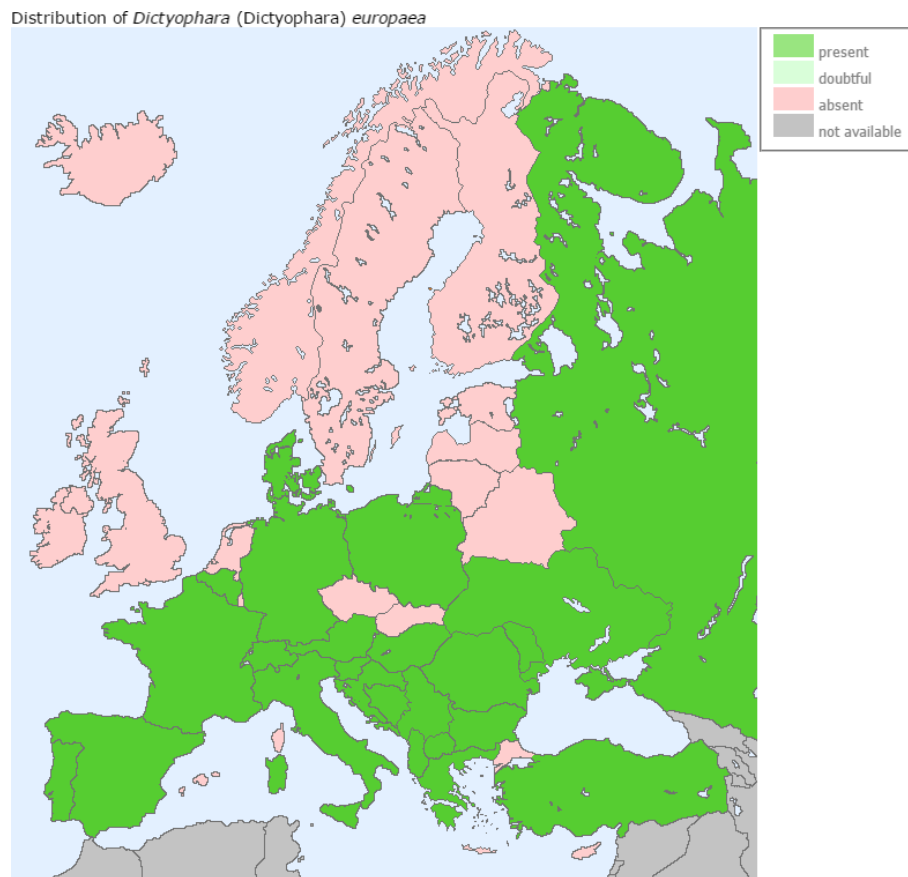 Distribution of Dictyophara (Dictyophara) europaea
present
doubtful
absent
not available